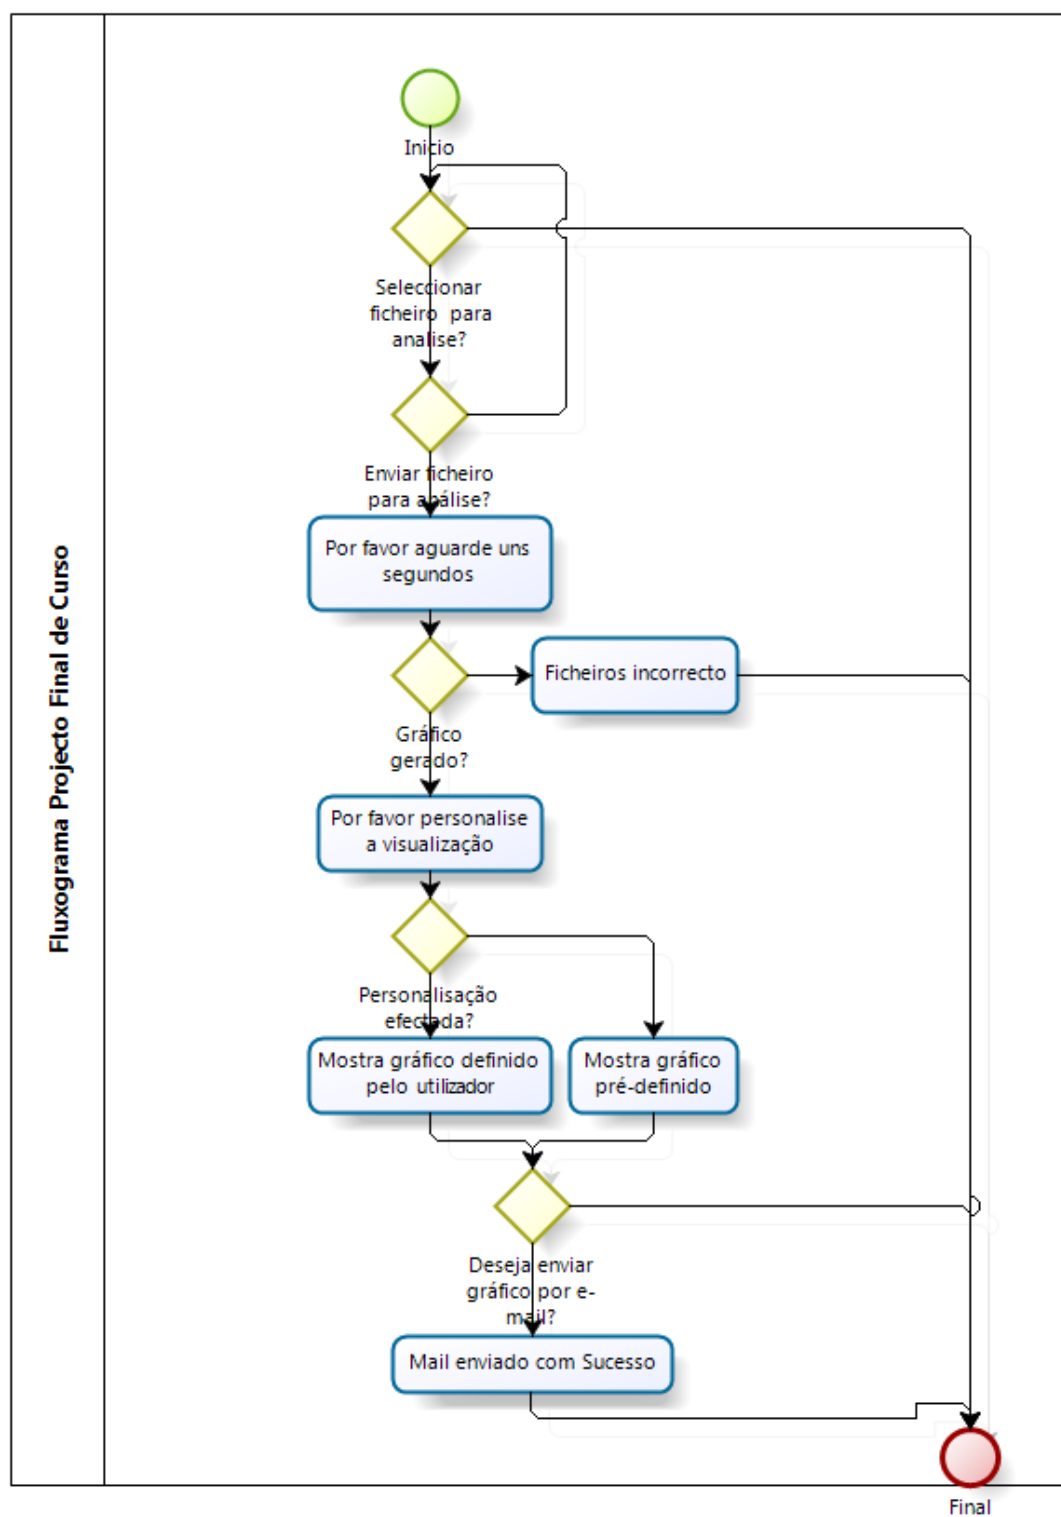 Fluxograma Projecto Final de Curso
Inicio
Seleccionar
ficheiro para
analise?
Enviar ficheiro
para análise?
Por favor aguarde uns
segundos
Ficheiros incorrecto
Gráfico
gerado?
Por favor personalise
a visualização
Personalisação
efectada?
Mostra gráfico definido
pelo utilizador
Mostra gráfico
pré-definido
Deseja enviar
gráfico por e-
mail?
Mail enviado com Sucesso
Final